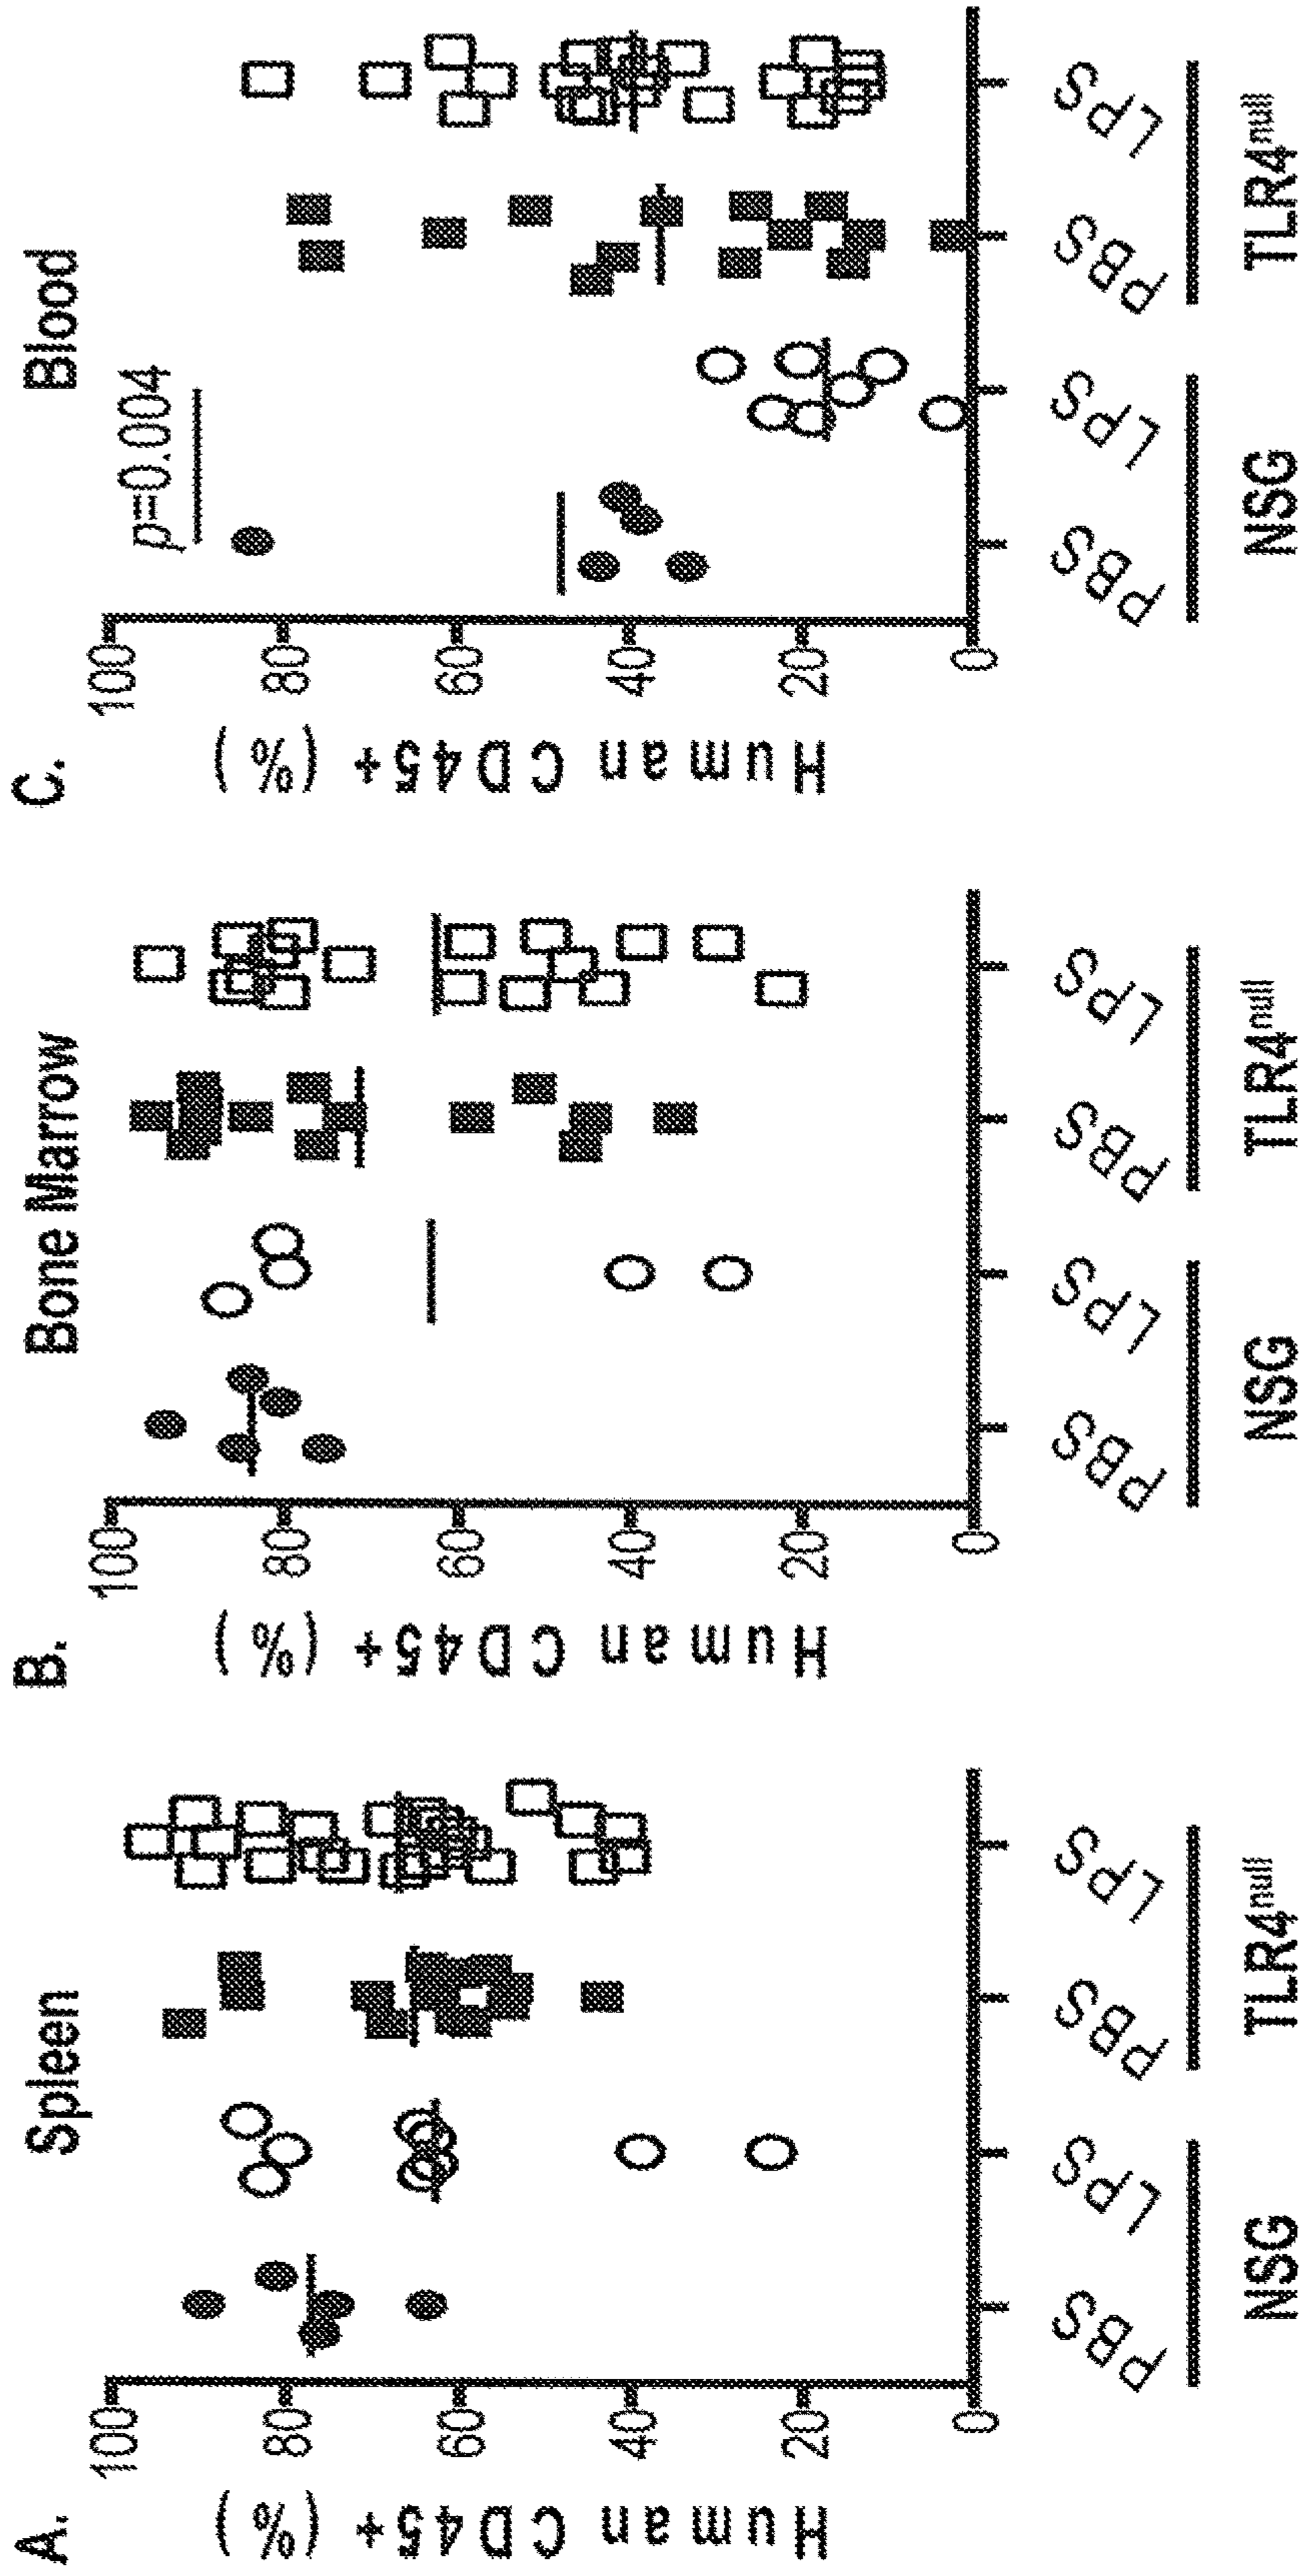 A.
Spleen
Human CD45+ (%)
100
80
60
40
20
0
PBS
LPS
PBS
LPS
NSG
TLR4null
B.
Bone Marrow
Human CD45+ (%)
100
80
60
40
20
0
PBS
LPS
PBS
LPS
NSG
TLR4null
C.
Blood
p=0.004
Human CD45+ (%)
100
80
60
40
20
0
PBS
LPS
PBS
LPS
NSG
TLR4null